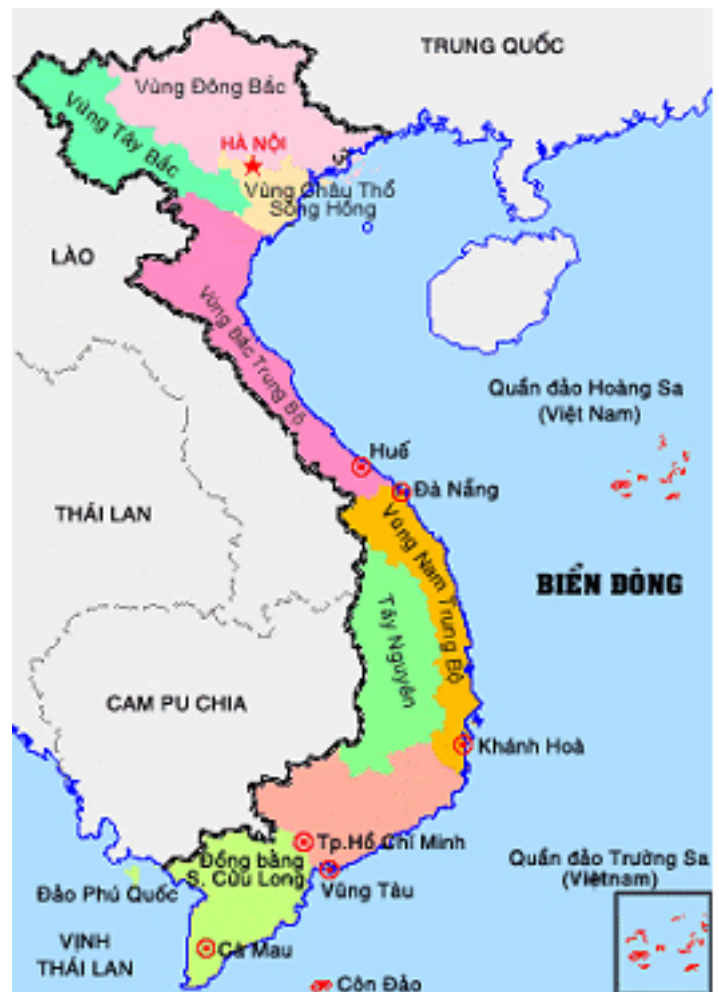 TRUNG QUỐC
Vùng Đông Bắc
Vùng Tây Bắc
HÀ NỘI
Vùng Châu Thổ
Sông Hồng
LÀO
Vùng Bắc Trung Bộ
Quần đảo Hoàng Sa
(Việt Nam)
Huế
Đà Nẵng
THÁI LAN
Vùng Nam Trung Bộ
BIỂN ĐÔNG
Tây Nguyên
CAM PU CHIA
Khánh Hoà
Tp.Hồ Chí Minh
Đồng bằng
S. Cửu Long
Quần đảo Trường Sa
(Việtnam)
Đảo Phú Quốc
Vũng Tàu
VỊNH
THÁI LAN
Cà Mau
Côn Đảo